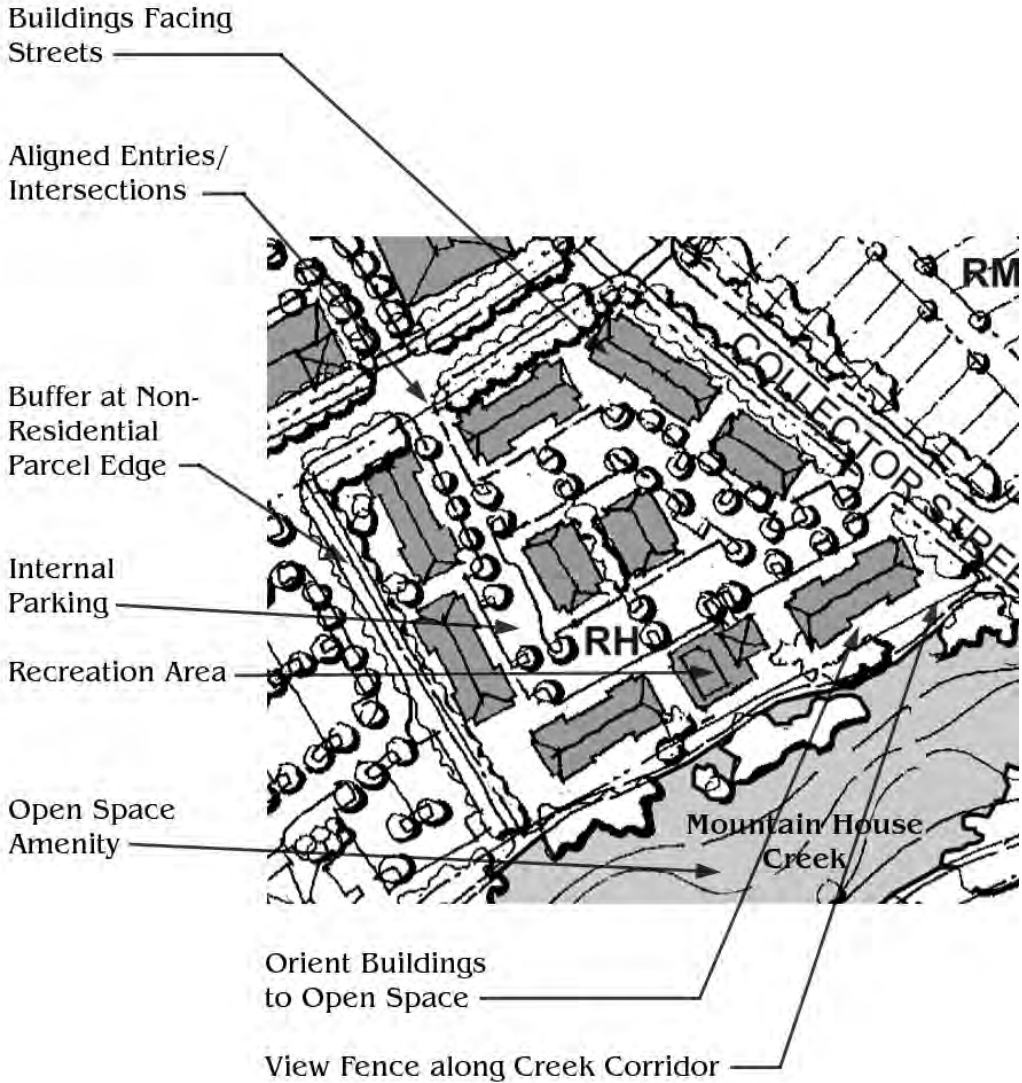 Buildings Facing
Streets
Aligned Entries/
Intersections
RM
COLLECTOR STREE
Buffer at Non-
Residential
Parcel Edge
Internal
Parking
RH
Recreation Area
Open Space
Amenity
Mountain House
Creek
Orient Buildings
to Open Space
View Fence along Creek Corridor